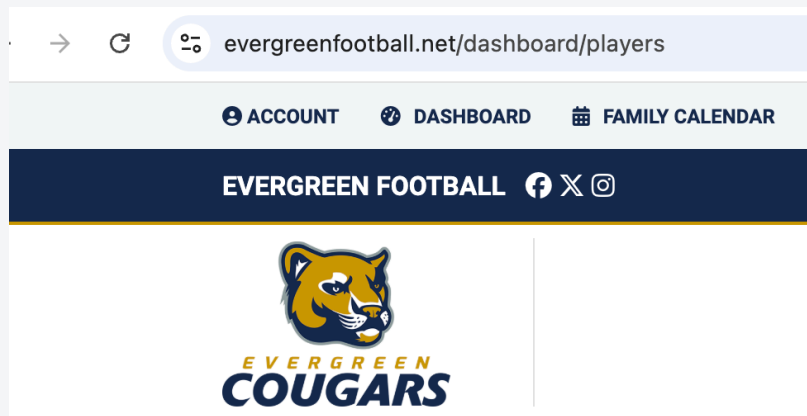 evergreenfootball.net/dashboard/players
ACCOUNT DASHBOARD FAMILY CALENDAR
EVERGREEN FOOTBALL
EVERGREEN
COUGARS